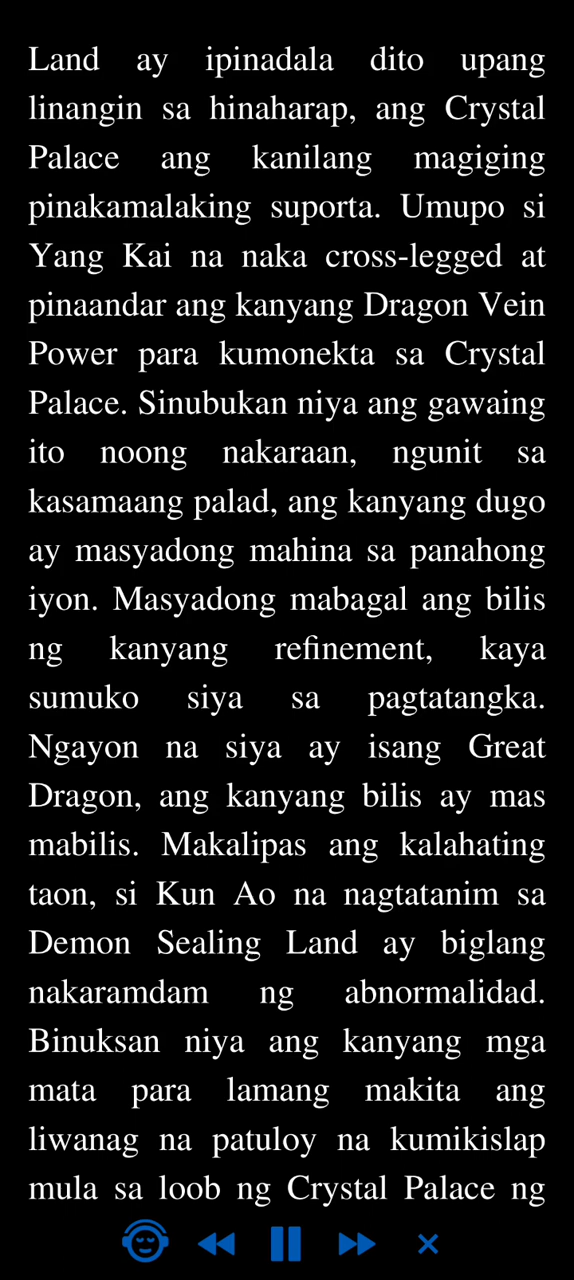 Land ay ipinadala dito upang
linangin sa hinaharap, ang Crystal
Palace ang kanilang magiging
pinakamalaking suporta. Umupo si
Yang Kai na naka cross-legged at
pinaandar ang kanyang Dragon Vein
Power para kumonekta sa Crystal
Palace. Sinubukan niya ang gawaing
ito noong nakaraan, ngunit sa
kasamaang palad, ang kanyang dugo
ay masyadong mahina sa panahong
iyon. Masyadong mabagal ang bilis
ng kanyang refinement, kaya
sumuko siya sa pagtatangka.
Ngayon na siya ay isang Great
Dragon, ang kanyang bilis ay mas
mabilis. Makalipas ang kalahating
taon, si Kun Ao na nagtatanim sa
Demon Sealing Land ay biglang
nakaramdam ng abnormalidad.
Binuksan niya ang kanyang mga
mata para lamang makita ang
liwanag na patuloy na kumikislap
mula sa loob ng Crystal Palace ng